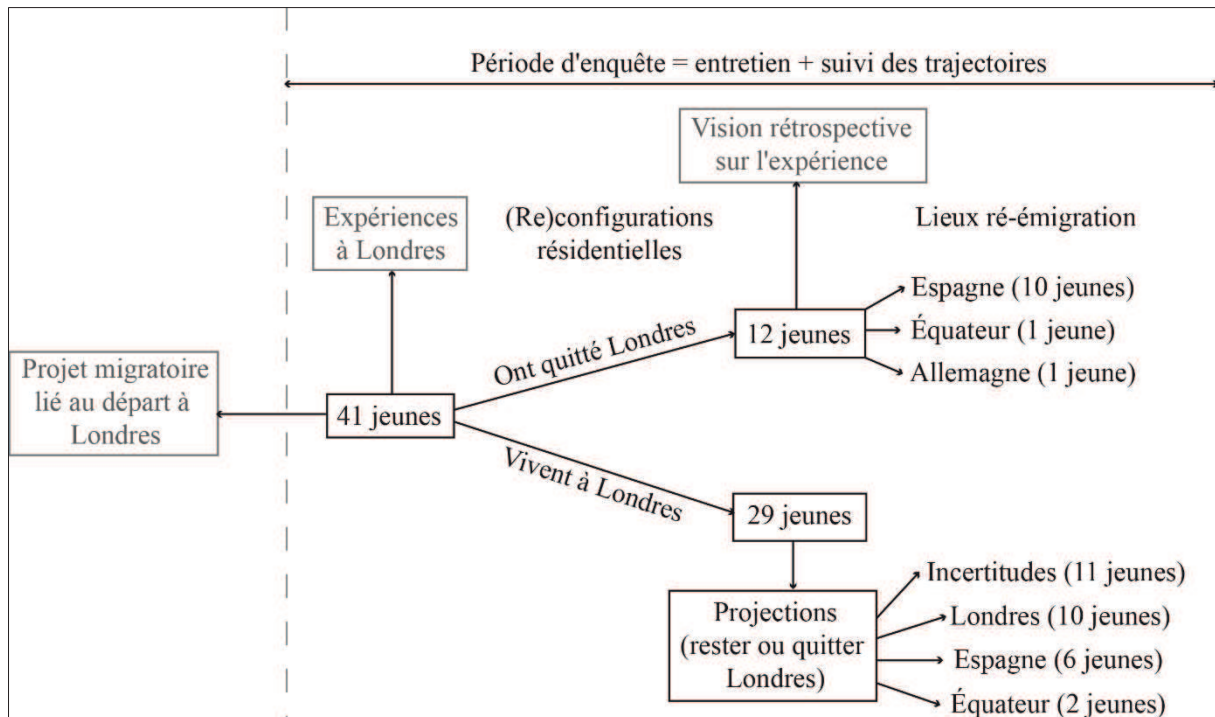 Période d'enquête = entretien + suivi des trajectoires
Vision rétrospective
sur l'expérience
Expériences
à Londres
(Re)configurations
résidentielles
Lieux ré-émigration
Espagne (10 jeunes)
Équateur (1 jeune)
Allemagne (1 jeune)
12 jeunes
Ont quitté Londres
Projet migratoire
lié au départ à
Londres
41 jeunes
Vivent à Londres
29 jeunes
Projections
(rester ou quitter
Londres)
Incertitudes (11 jeunes)
Londres (10 jeunes)
Espagne (6 jeunes)
Équateur (2 jeunes)